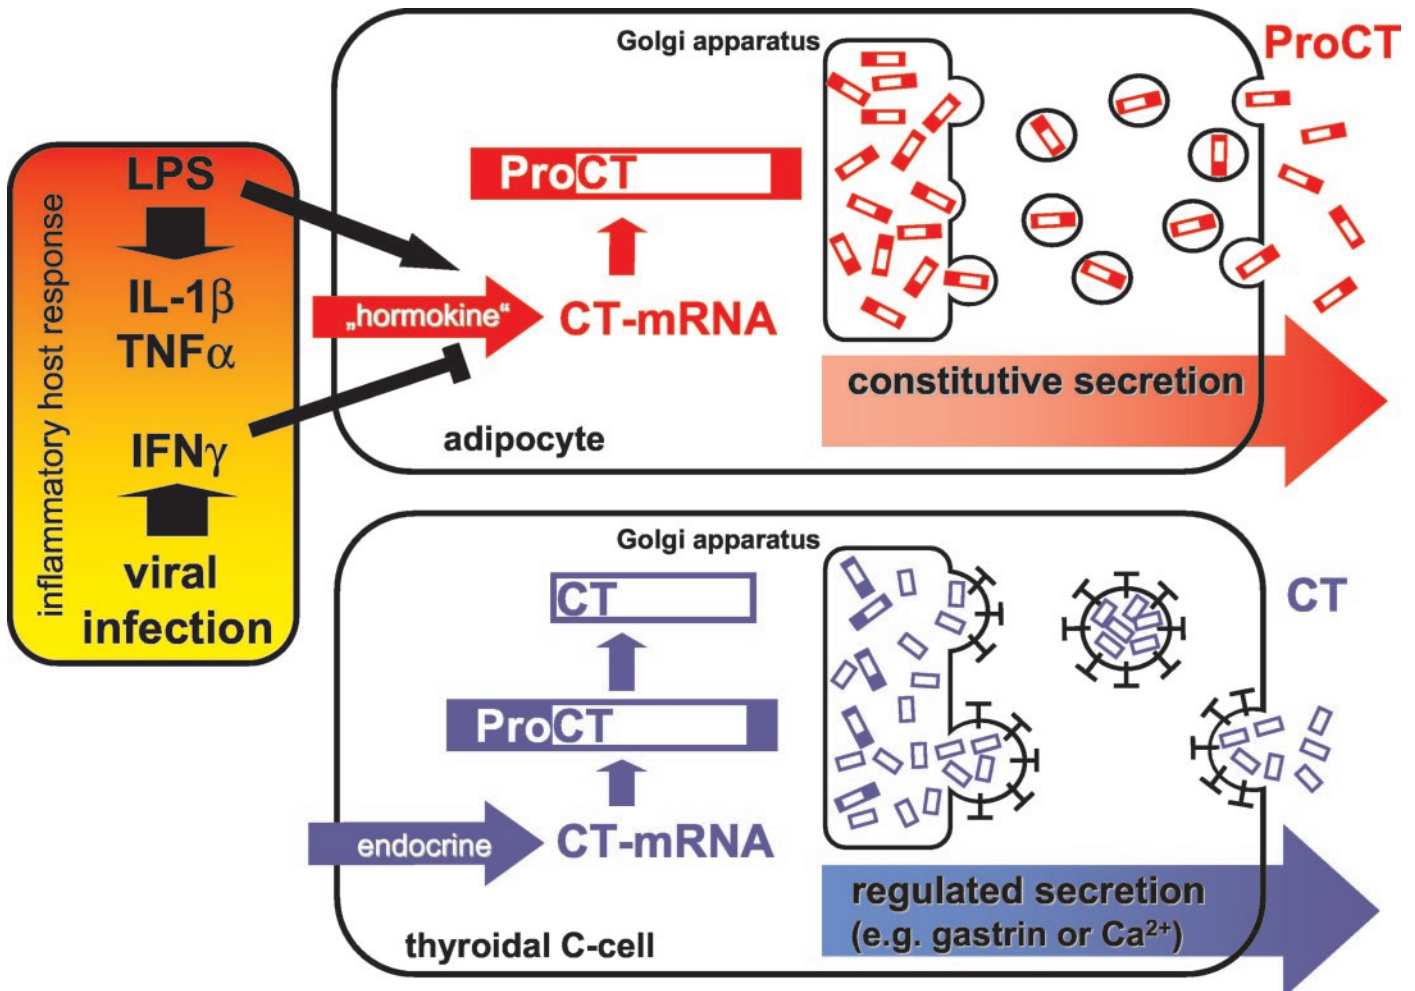 inflammatory host response
LPS
IL-1β
TNFα
IFNγ
viral
infection
Golgi apparatus
ProCT
ProCT
„hormokine“
CT-mRNA
constitutive secretion
adipocyte
Golgi apparatus
CT
CT
ProCT
endocrine
CT-mRNA
regulated secretion
(e.g. gastrin or Ca²⁺)
thyroidal C-cell